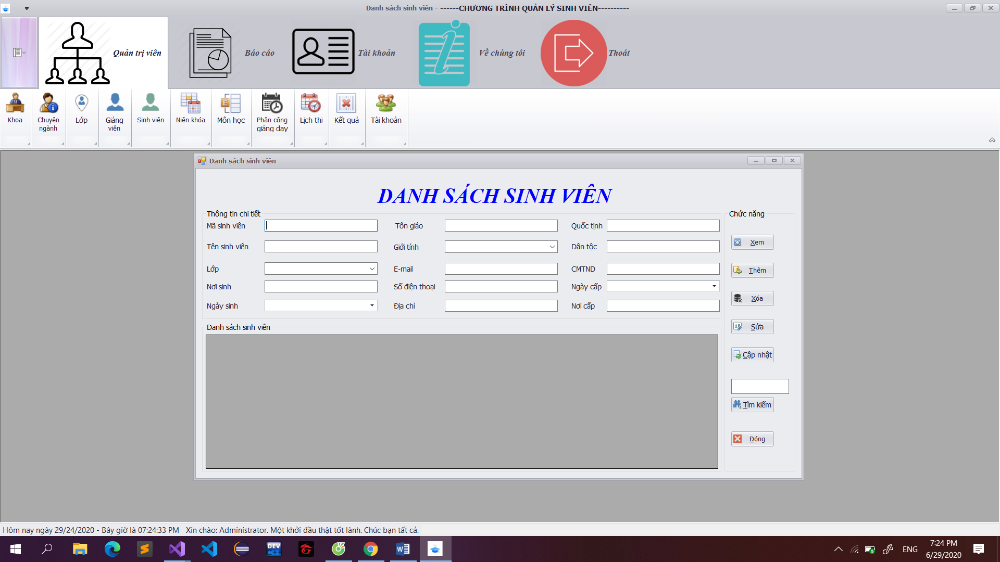 Danh sách sinh viên - ------CHƯƠNG TRÌNH QUẢN LÝ SINH VIÊN----------
Quản trị viên
Báo cáo
Tài khoản
Về chúng tôi
Thoát
Khoa
Chuyên
ngành
Lớp
Giảng
viên
Sinh viên
Niên khóa
Môn học
Phân công
giảng dạy
Lịch thi
Kết quả
Tài khoản
Danh sách sinh viên
DANH SÁCH SINH VIÊN
Thông tin chi tiết
Mã sinh viên
Tôn giáo
Quốc tịnh
Tên sinh viên
Giới tính
Dân tộc
Lớp
E-mail
CMTND
Nơi sinh
Số điện thoại
Ngày cấp
Ngày sinh
Địa chỉ
Nơi cấp
Danh sách sinh viên
Chức năng
Xem
Thêm
Xóa
Sửa
Cập nhật
Tìm kiếm
Đóng
Hôm nay ngày 29/24/2020 - Bây giờ là 07:24:33 PM Xin chào: Administrator. Một khởi đầu thật tốt lành. Chúc bạn tất cả.
DEV
C++
ENG
7:24 PM
6/29/2020